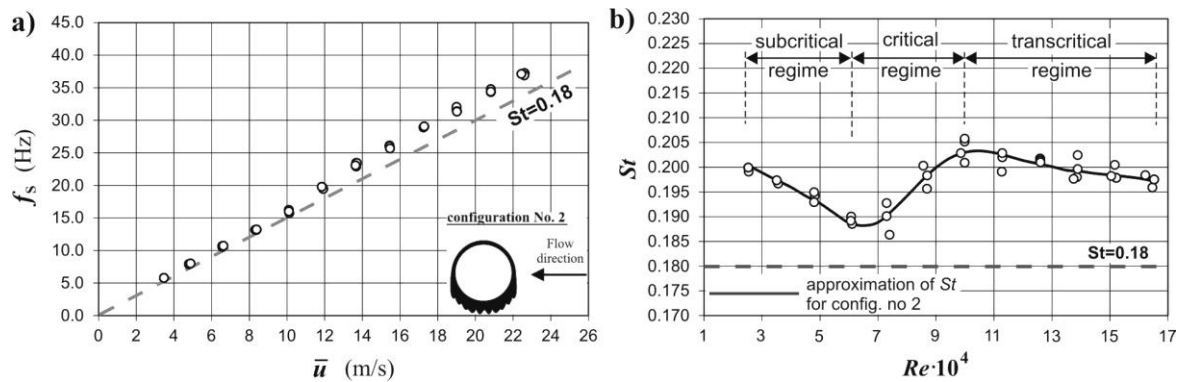 a)
45.0
40.0
35.0
30.0
25.0
20.0
15.0
10.0
5.0
0.0
fs (Hz)
St=0.18
configuration No. 2
Flow
direction
0 2 4 6 8 10 12 14 16 18 20 22 24 26
u̅ (m/s)
b)
0.230
0.225
0.220
0.215
0.210
0.205
0.200
0.195
0.190
0.185
0.180
0.175
0.170
St
subcritical
regime
critical
regime
transcritical
regime
St=0.18
approximation of St
for config. no 2
1 3 5 7 9 11 13 15 17
Re·10⁴